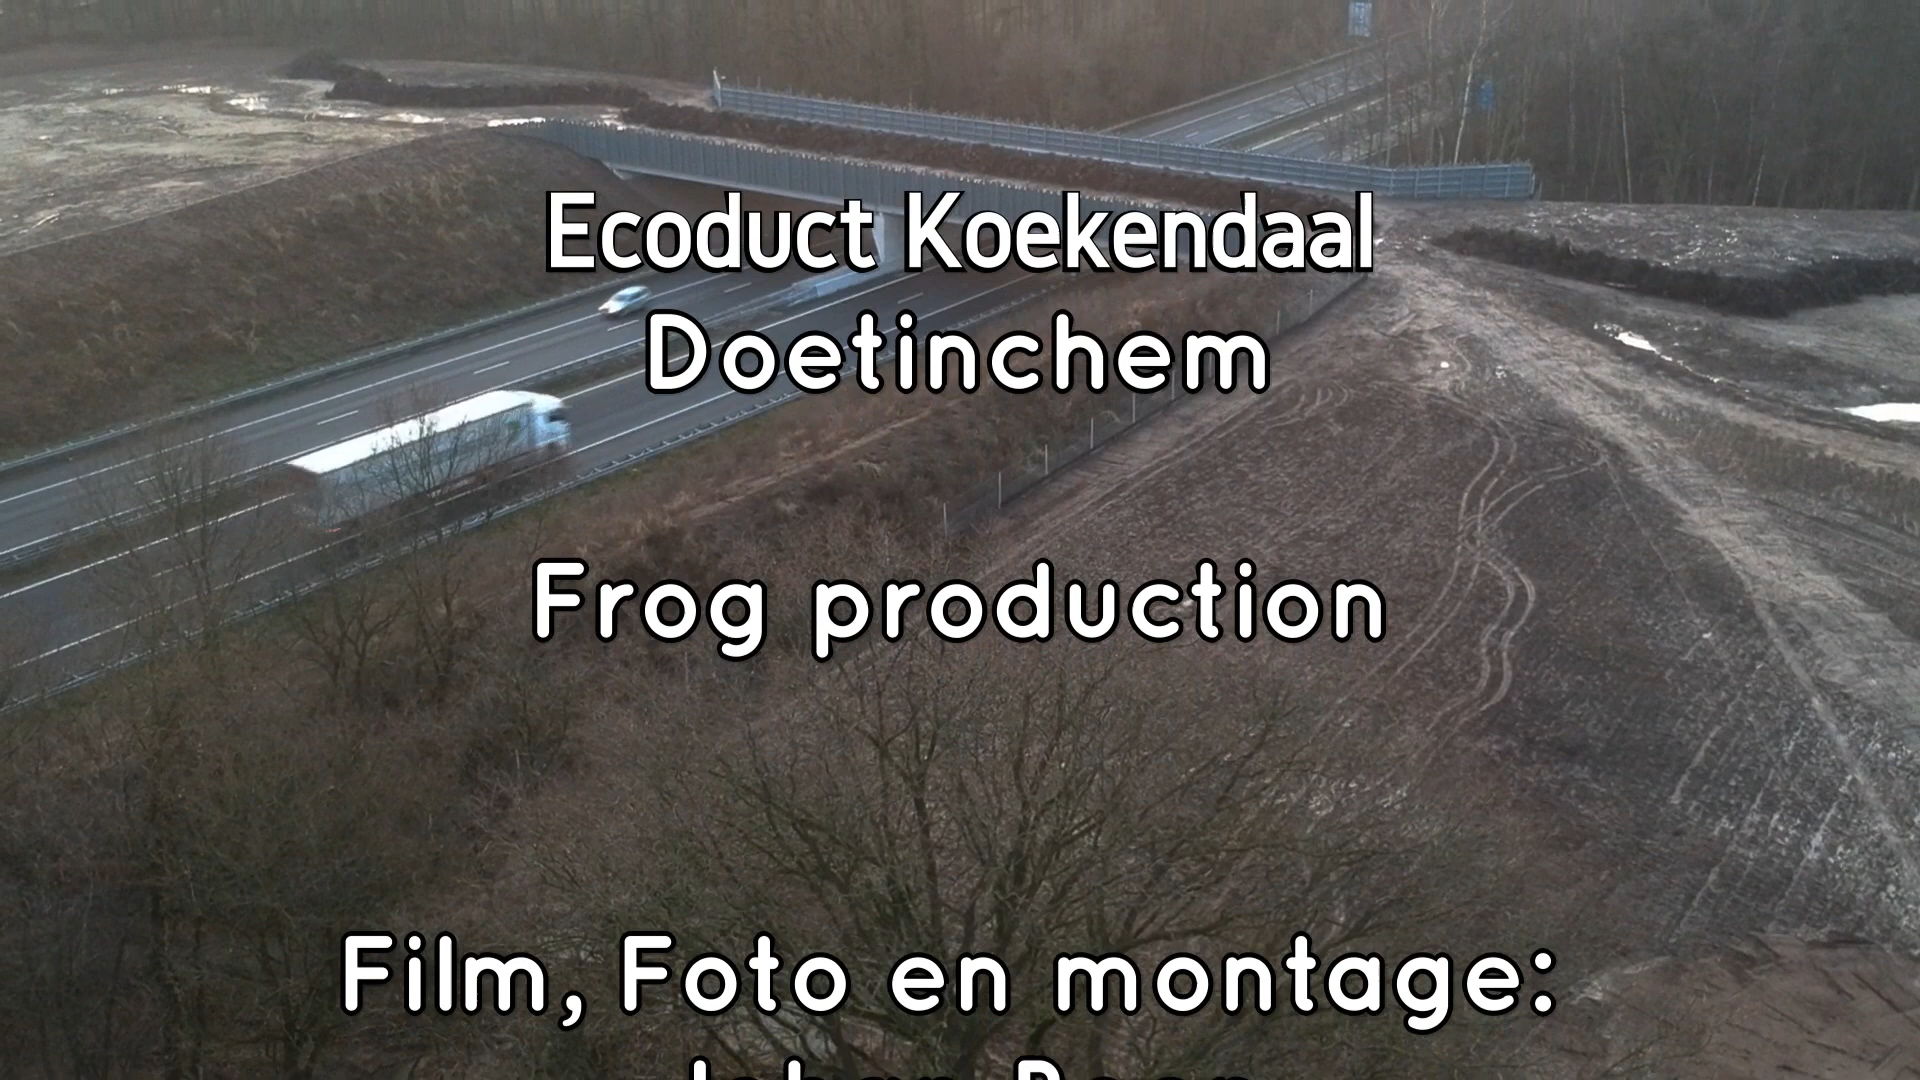 Ecoduct Koekendaal
Doetinchem
Frog production
Film, Foto en montage: